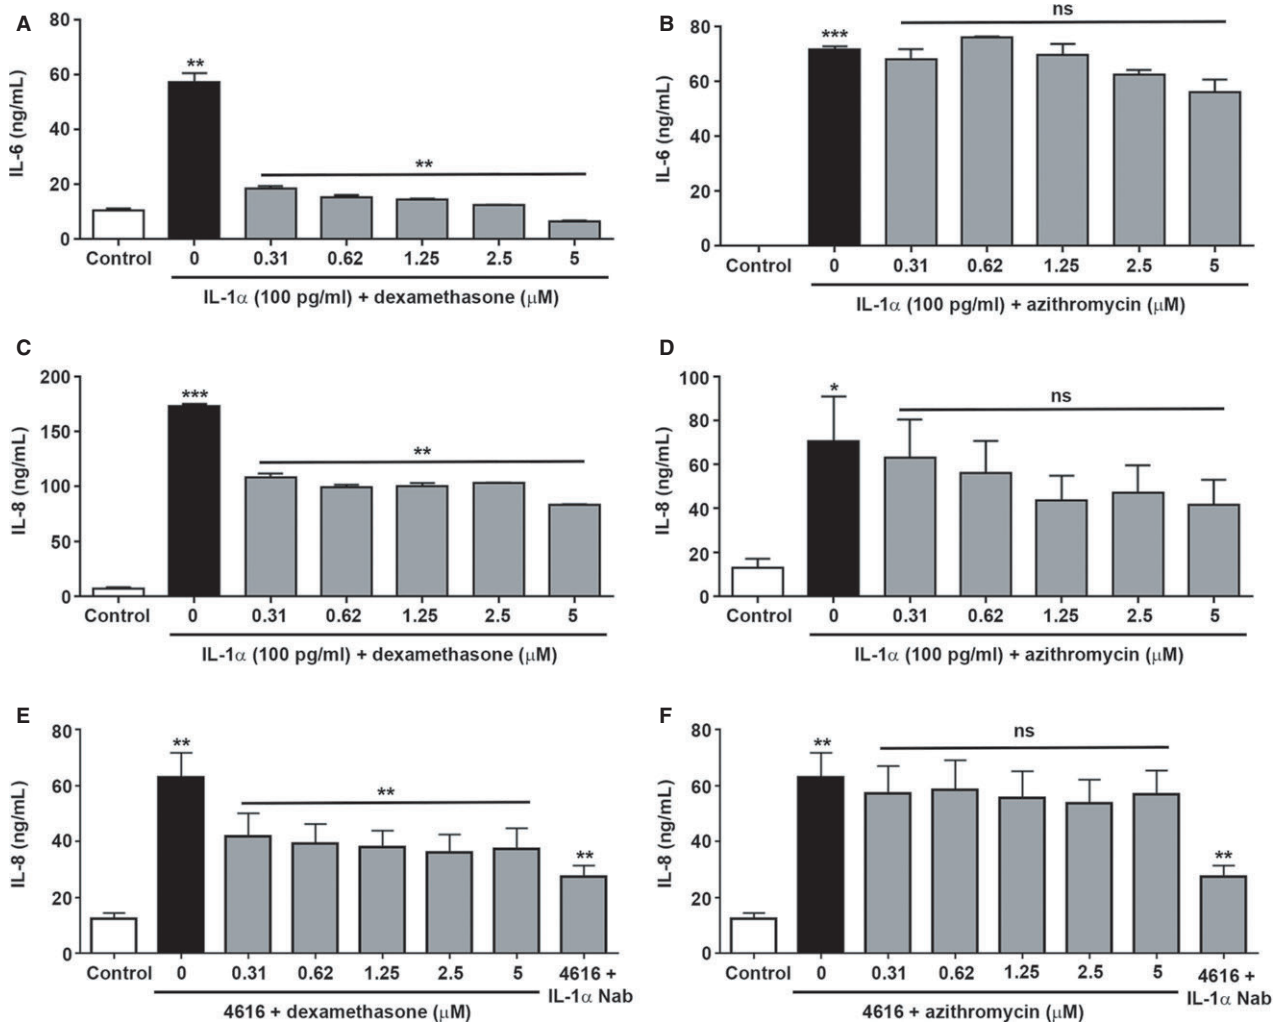 A
IL-6 (ng/mL)
80
60
40
20
0
**
**
Control 0 0.31 0.62 1.25 2.5 5
IL-1α (100 pg/ml) + dexamethasone (μM)
B
IL-6 (ng/mL)
80
60
40
20
0
***
ns
Control 0 0.31 0.62 1.25 2.5 5
IL-1α (100 pg/ml) + azithromycin (μM)
C
IL-8 (ng/mL)
200
150
100
50
0
***
**
Control 0 0.31 0.62 1.25 2.5 5
IL-1α (100 pg/ml) + dexamethasone (μM)
D
IL-8 (ng/mL)
100
80
60
40
20
0
*
ns
Control 0 0.31 0.62 1.25 2.5 5
IL-1α (100 pg/ml) + azithromycin (μM)
E
IL-8 (ng/mL)
80
60
40
20
0
**
**
**
Control 0 0.31 0.62 1.25 2.5 5 4616 +
IL-1α Nab
4616 + dexamethasone (μM)
F
IL-8 (ng/mL)
80
60
40
20
0
**
ns
**
Control 0 0.31 0.62 1.25 2.5 5 4616 +
IL-1α Nab
4616 + azithromycin (μM)